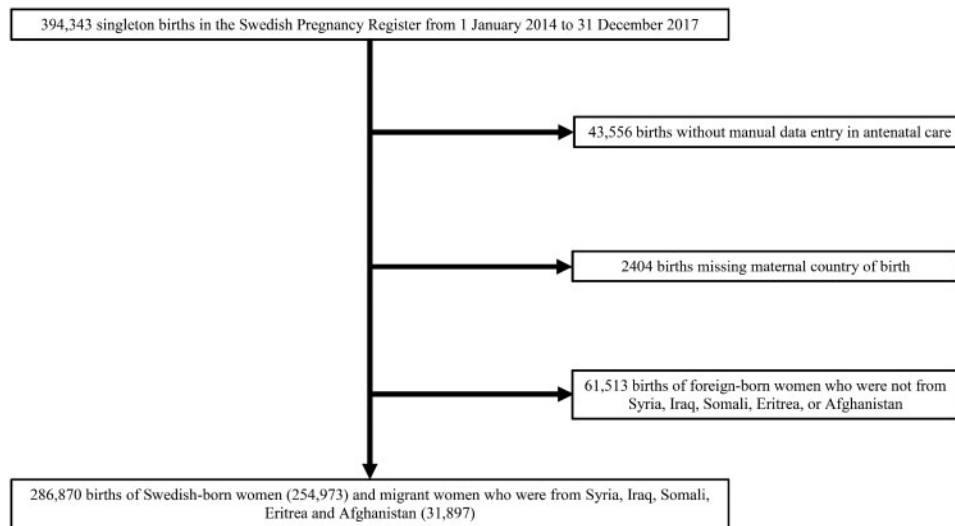 394,343 singleton births in the Swedish Pregnancy Register from 1 January 2014 to 31 December 2017
43,556 births without manual data entry in antenatal care
2404 births missing maternal country of birth
61,513 births of foreign-born women who were not from
Syria, Iraq, Somali, Eritrea, or Afghanistan
286,870 births of Swedish-born women (254,973) and migrant women who were from Syria, Iraq, Somali,
Eritrea and Afghanistan (31,897)